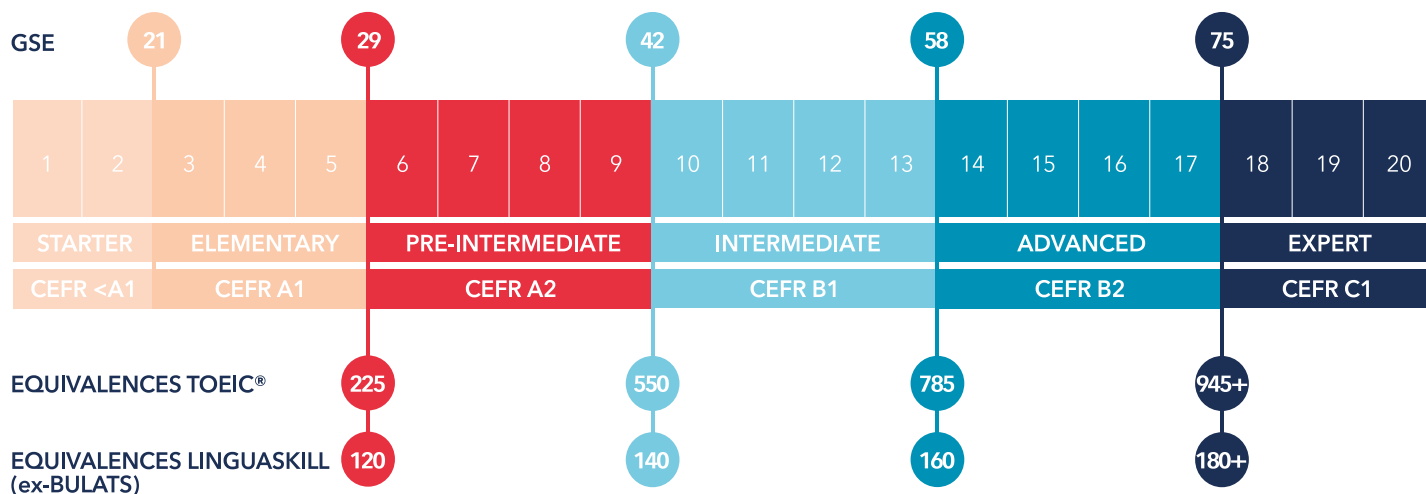 GSE 21 29 42 58 75
1 2 3 4 5 6 7 8 9 10 11 12 13 14 15 16 17 18 19 20
STARTER ELEMENTARY PRE-INTERMEDIATE INTERMEDIATE ADVANCED EXPERT
CEFR <A1 CEFR A1 CEFR A2 CEFR B1 CEFR B2 CEFR C1
EQUIVALENCES TOEIC® 225 550 785 945+
EQUIVALENCES LINGUASKILL 120 140 160 180+
(ex-BULATS)